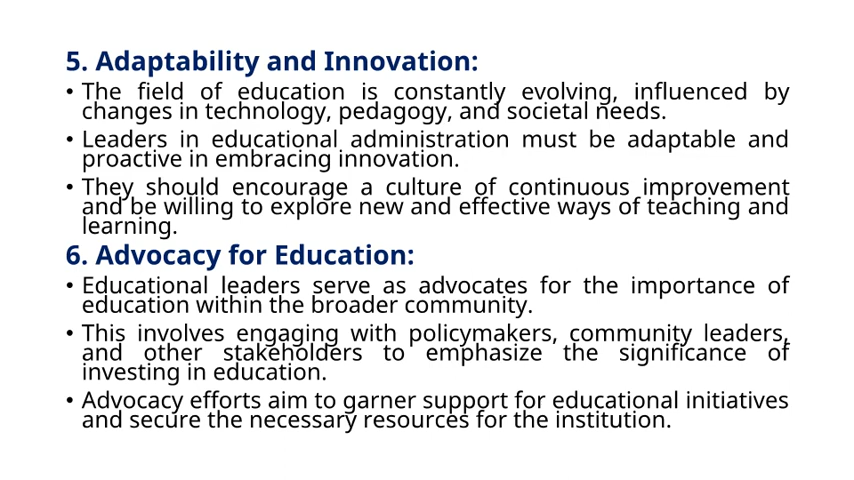 5. Adaptability and Innovation:
• The field of education is constantly evolving, influenced by
changes in technology, pedagogy, and societal needs.
• Leaders in educational administration must be adaptable and
proactive in embracing innovation.
• They should encourage a culture of continuous improvement
and be willing to explore new and effective ways of teaching and
learning.
6. Advocacy for Education:
• Educational leaders serve as advocates for the importance of
education within the broader community.
• This involves engaging with policymakers, community leaders,
and other stakeholders to emphasize the significance of
investing in education.
• Advocacy efforts aim to garner support for educational initiatives
and secure the necessary resources for the institution.